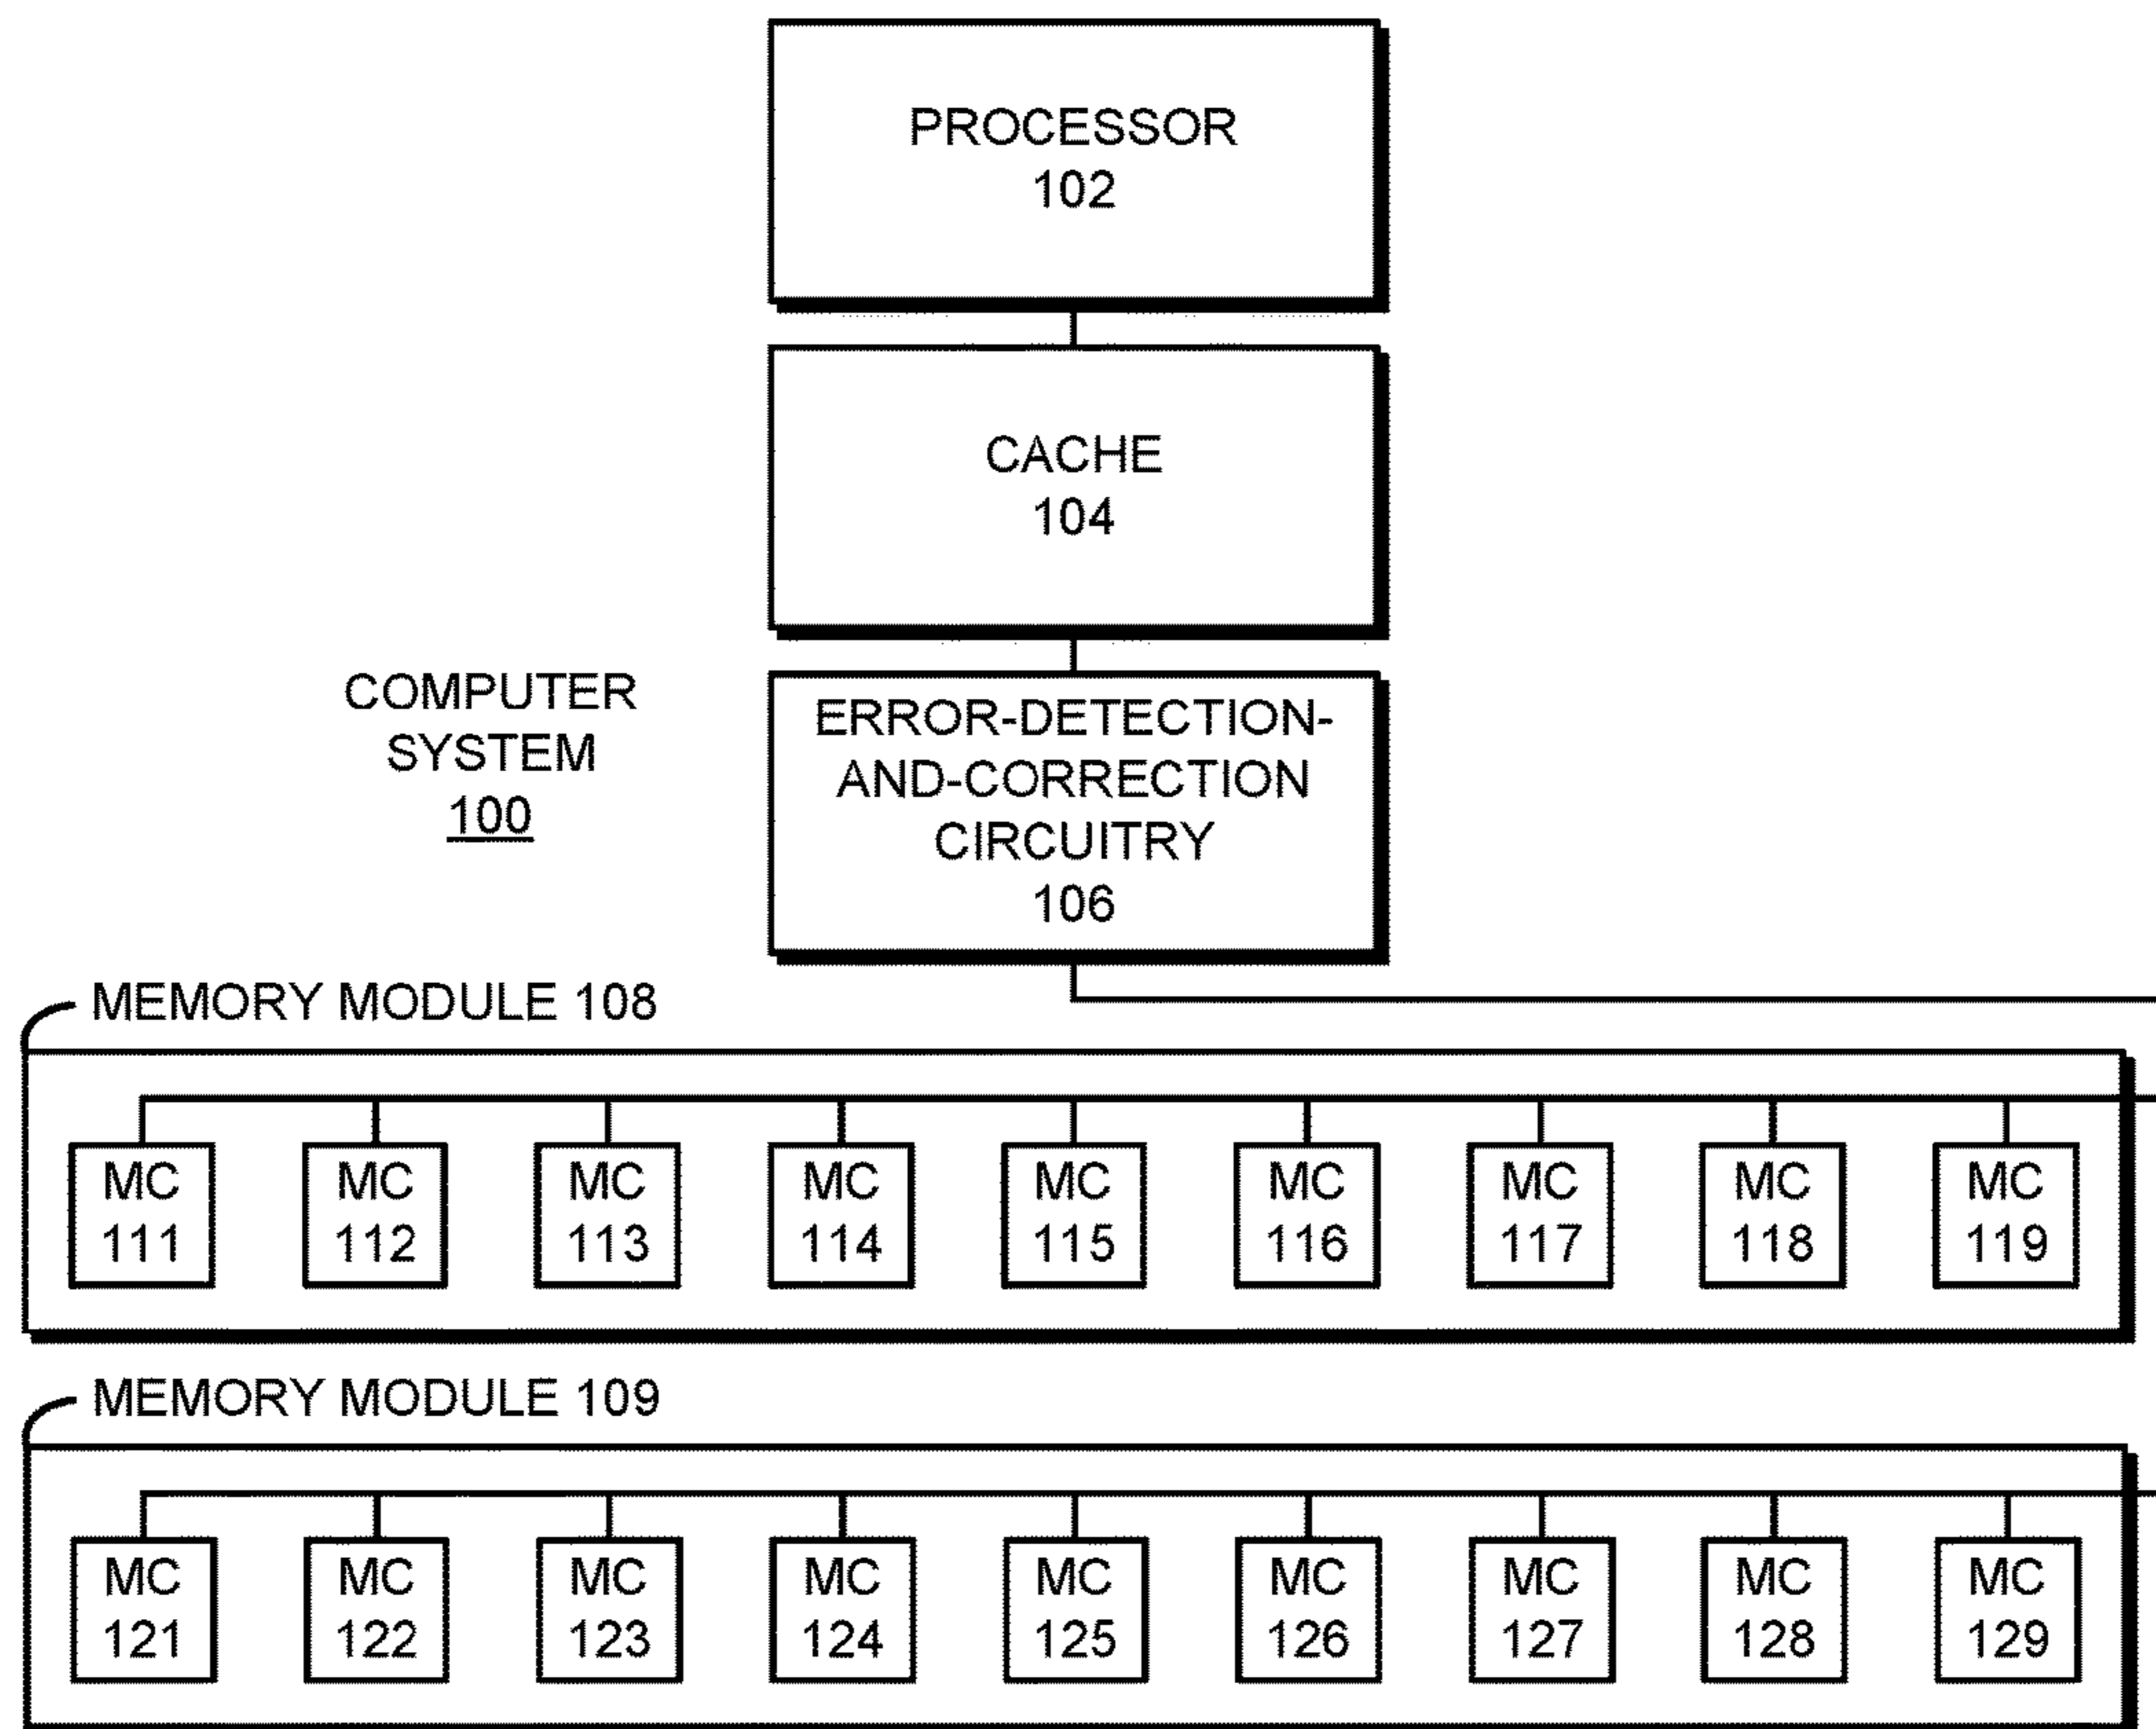 PROCESSOR
102
CACHE
104
COMPUTER
SYSTEM
100
ERROR-DETECTION-
AND-CORRECTION
CIRCUITRY
106
MEMORY MODULE 108
MC MC MC MC MC MC MC MC MC
111 112 113 114 115 116 117 118 119
MEMORY MODULE 109
MC MC MC MC MC MC MC MC MC
121 122 123 124 125 126 127 128 129